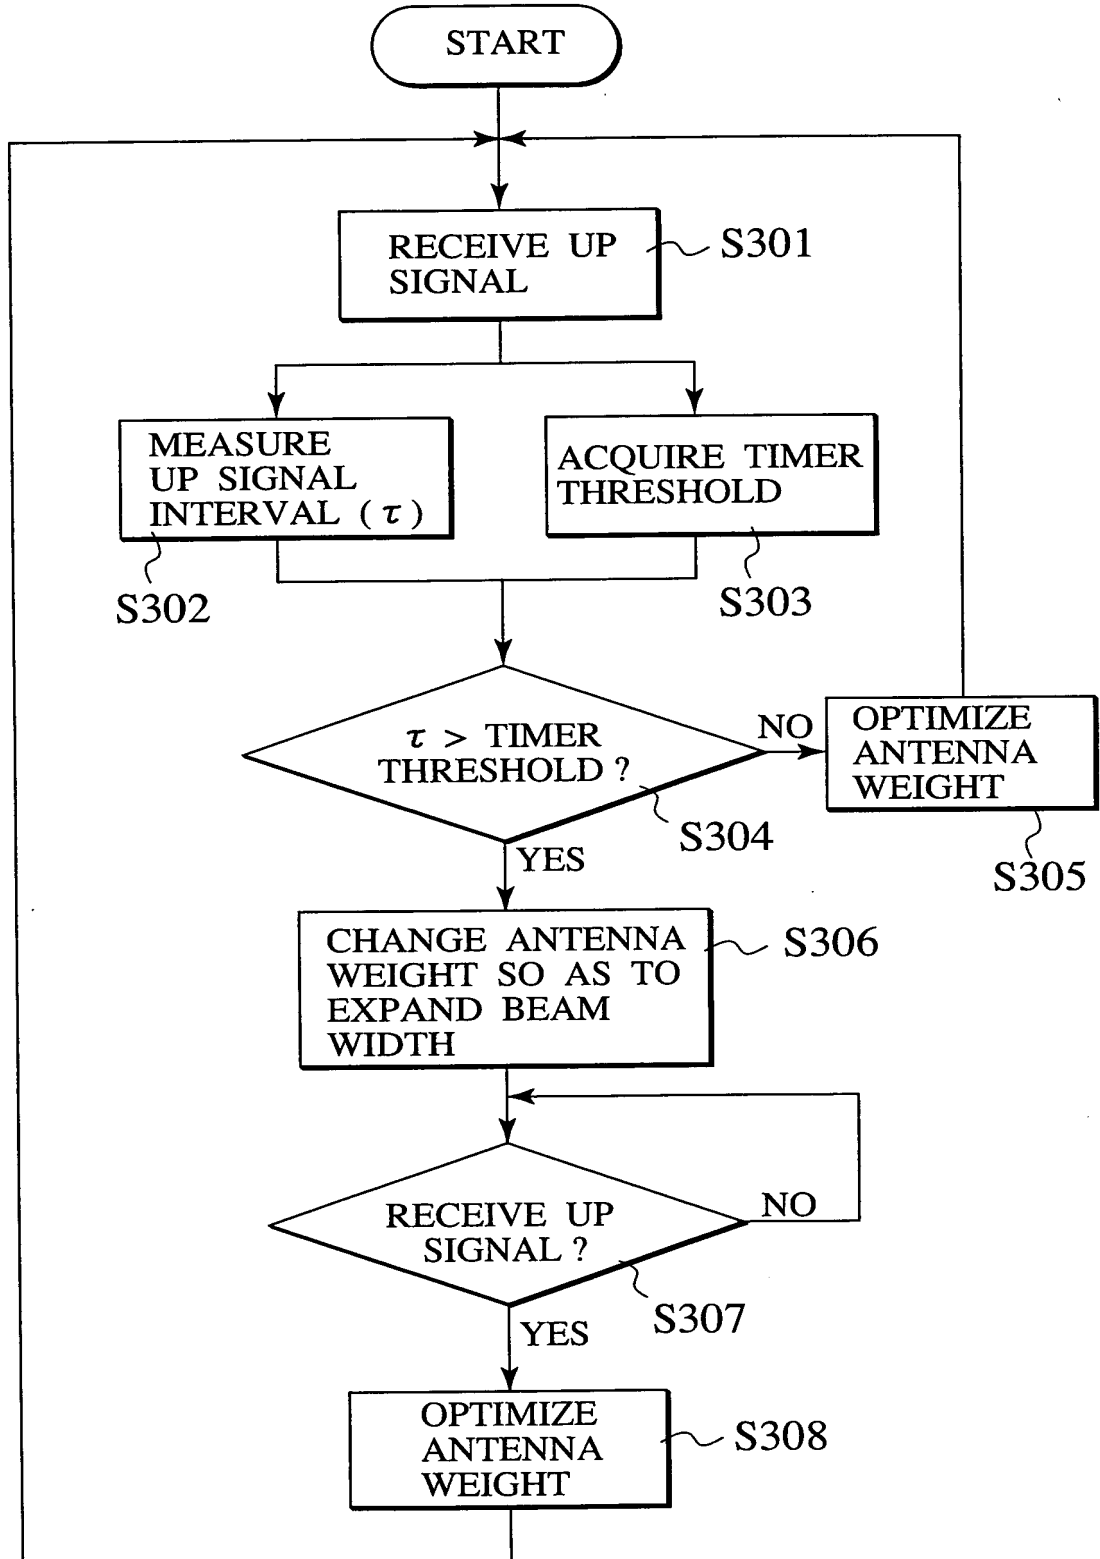 START
RECEIVE UP
SIGNAL
S301
MEASURE
UP SIGNAL
INTERVAL (τ)
S302
ACQUIRE TIMER
THRESHOLD
S303
τ > TIMER
THRESHOLD ?
S304
NO
OPTIMIZE
ANTENNA
WEIGHT
S305
YES
CHANGE ANTENNA
WEIGHT SO AS TO
EXPAND BEAM
WIDTH
S306
RECEIVE UP
SIGNAL ?
NO
S307
YES
OPTIMIZE
ANTENNA
WEIGHT
S308